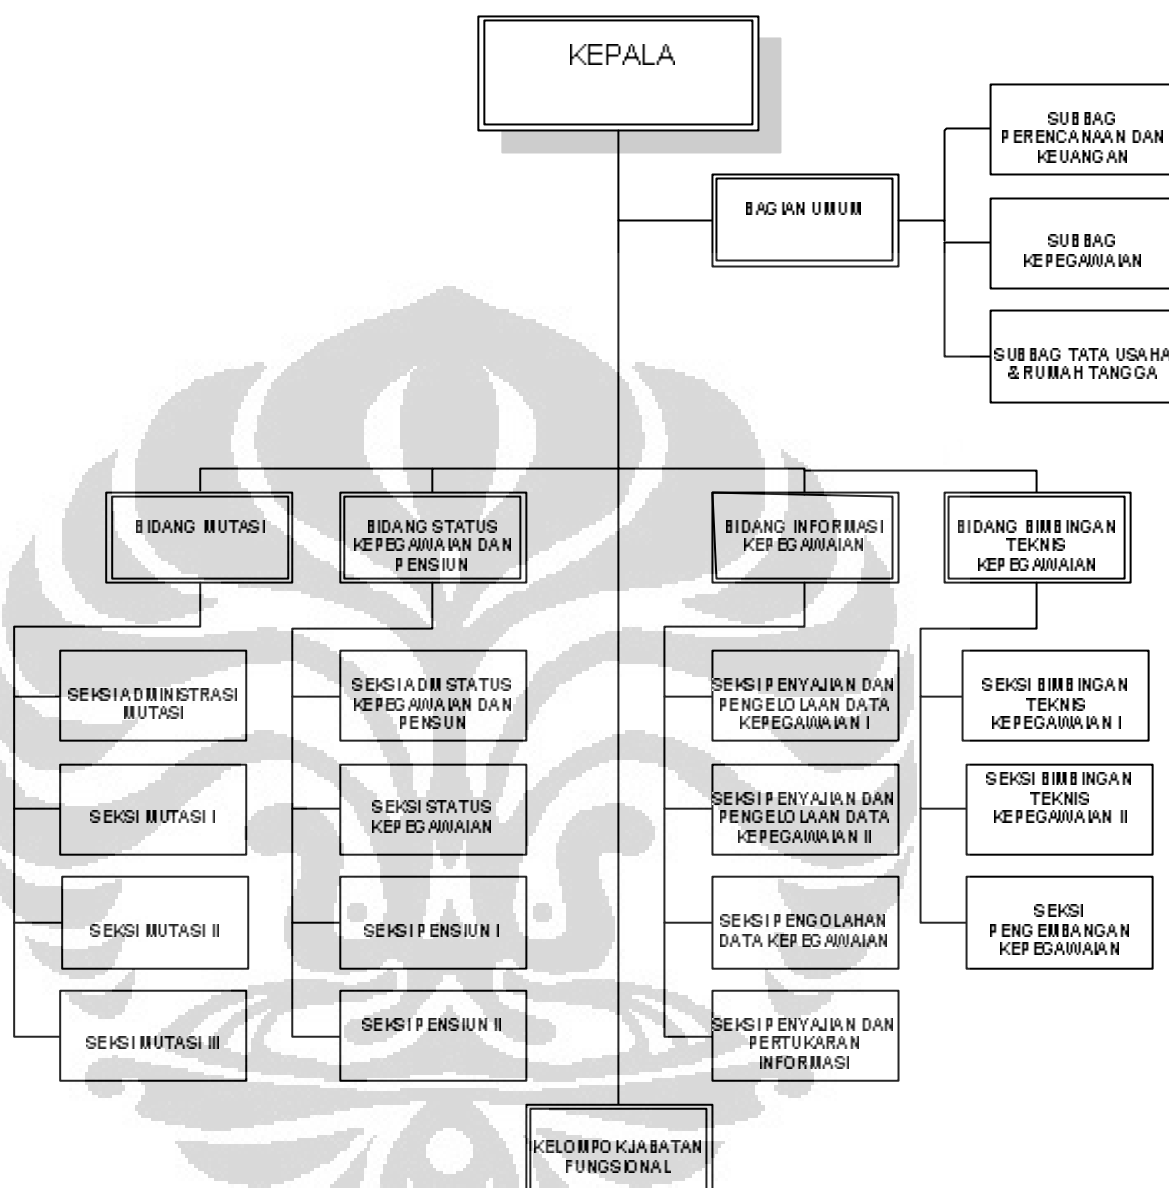 KEPALA
SUBBAG
PERENCANAAN DAN
KEUANGAN
BAGIAN UMUM
SUBBAG
KEPEGAWAIAN
SUBBAG TATA USAHA
& RUMAH TANGGA
BIDANG MUTASI
BIDANG STATUS
KEPEGAWAIAN DAN
PENSIUN
BIDANG INFORMASI
KEPEGAWAIAN
BIDANG BIMBINGAN
TEKNIS
KEPEGAWAIAN
SEKSI ADMINISTRASI
MUTASI
SEKSI MUTASI I
SEKSI MUTASI II
SEKSI MUTASI III
SEKSI ADM STATUS
KEPEGAWAIAN DAN
PENSUN
SEKSI STATUS
KEPEGAWAIAN
SEKSI PENSIUN I
SEKSI PENSIUN II
SEKSI PENYAJIAN DAN
PENGELOLAAN DATA
KEPEGAWAIAN I
SEKSI PENYAJIAN DAN
PENGELOLAAN DATA
KEPEGAWAIAN II
SEKSI PENGOLAHAN
DATA KEPEGAWAIAN
SEKSI PENYAJIAN DAN
PERTUKARAN
INFORMASI
SEKSI BIMBINGAN
TEKNIS
KEPEGAWAIAN I
SEKSI BIMBINGAN
TEKNIS
KEPEGAWAIAN II
SEKSI
PENGEMBANGAN
KEPEGAWAIAN
KELOMPOK JABATAN
FUNGSIONAL